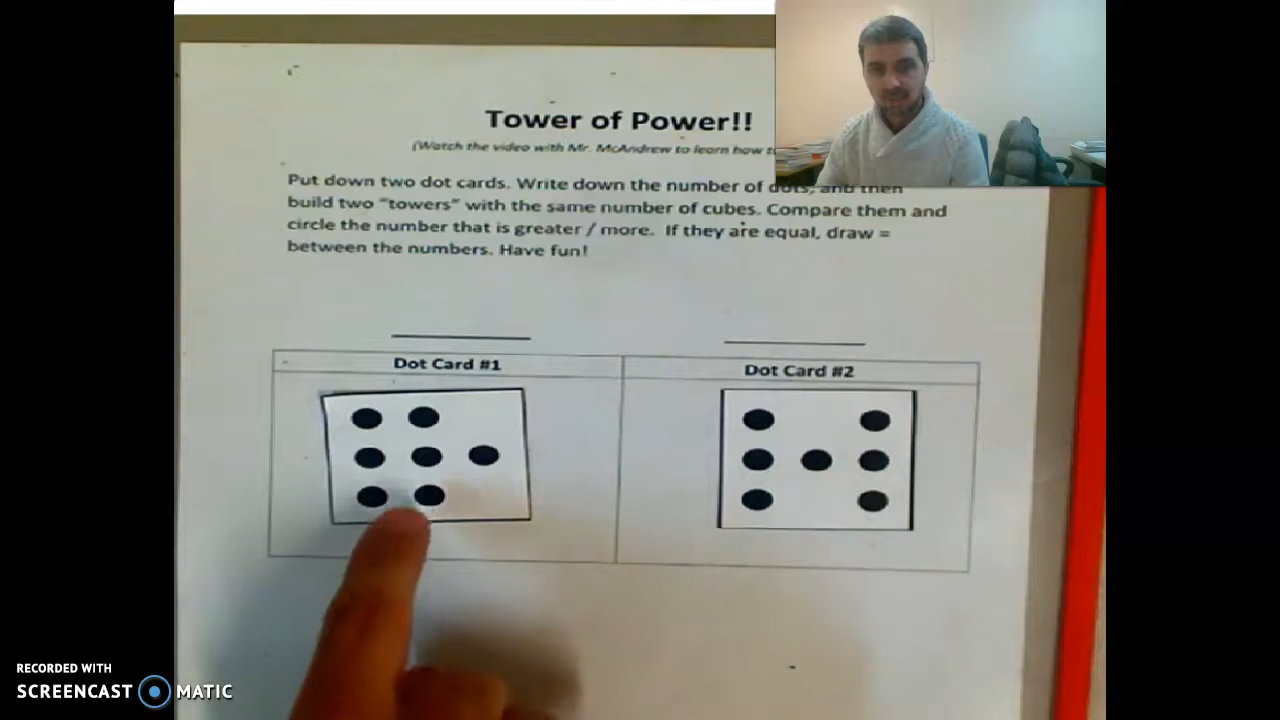 Tower of Power!!
(Watch the video with Mr. McAndrew to learn how
Put down two dot cards. Write down the number of dots, and then
build two "towers" with the same number of cubes. Compare them and
circle the number that is greater / more. If they are equal, draw =
between the numbers. Have fun!
Dot Card #1
Dot Card #2
RECORDED WITH
SCREENCAST MATIC